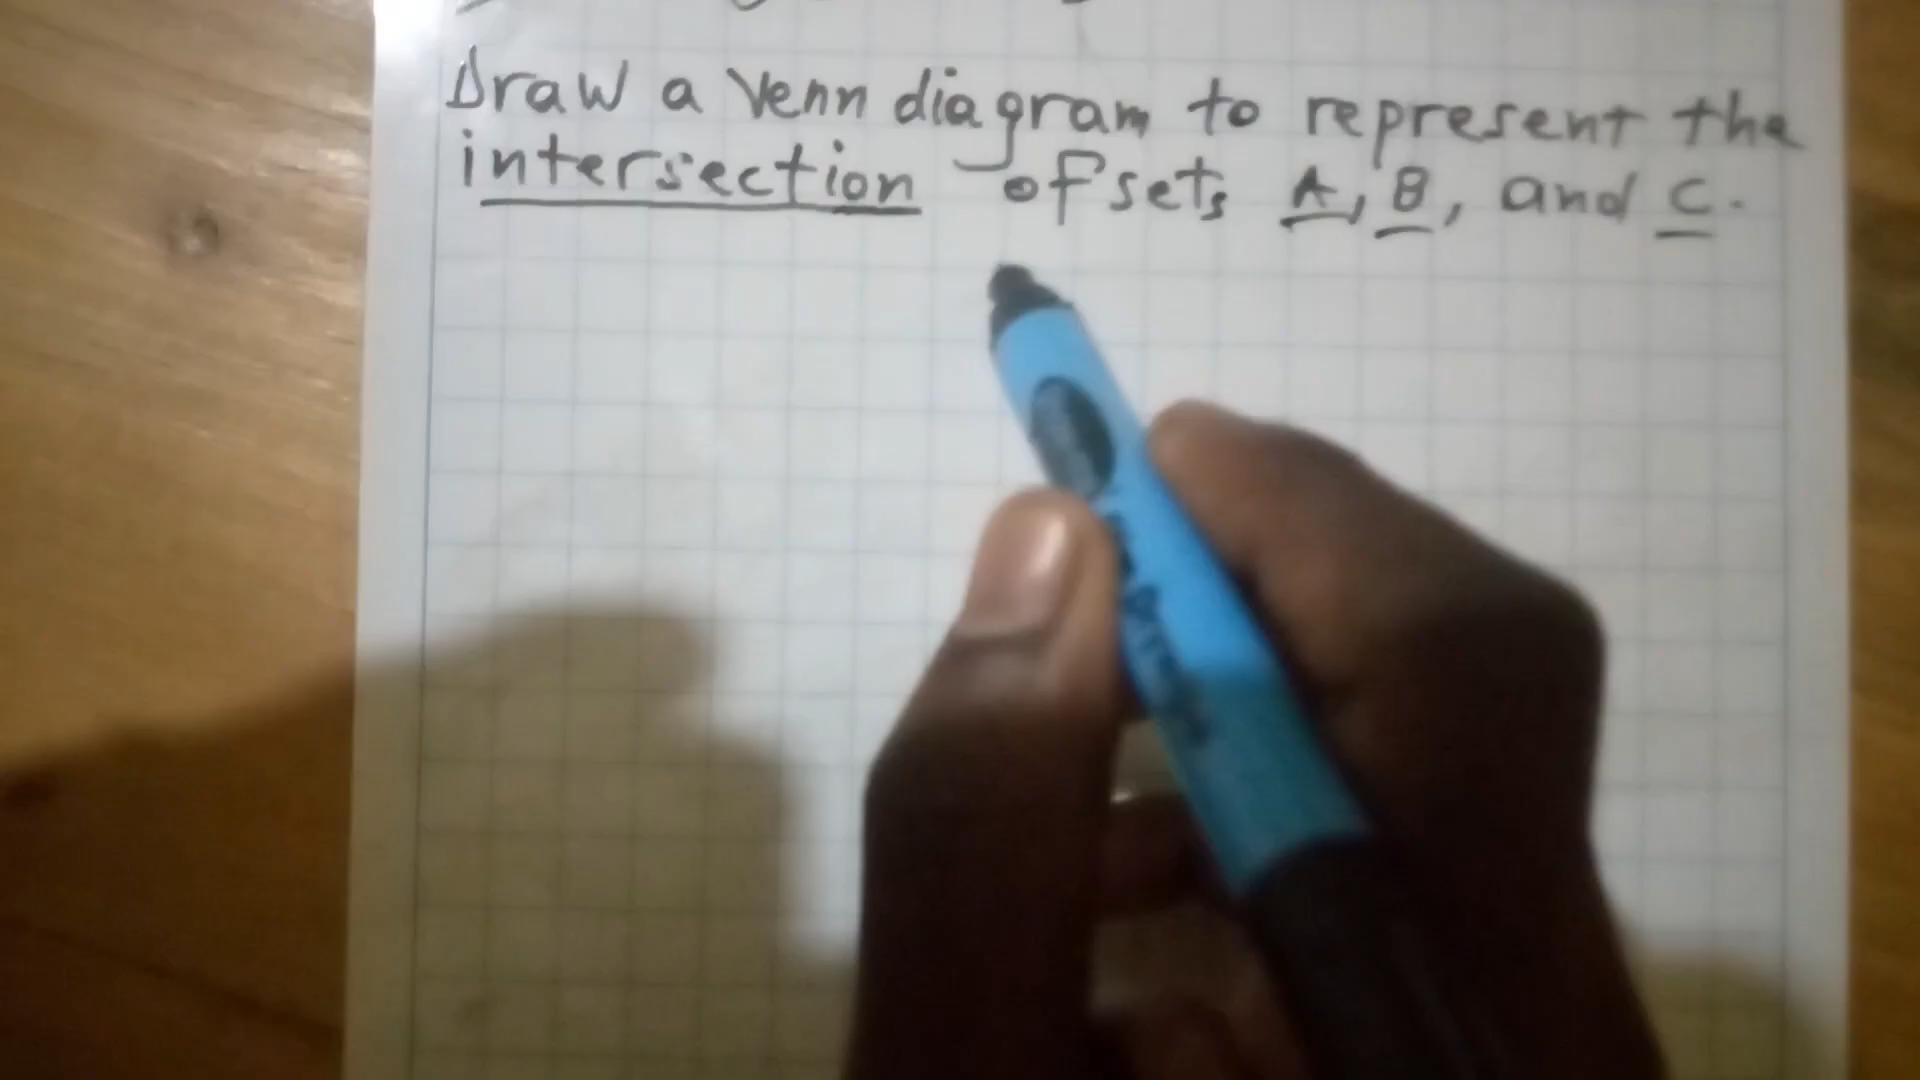 Draw a Venn diagram to represent the
intersection of sets A, B, and C.